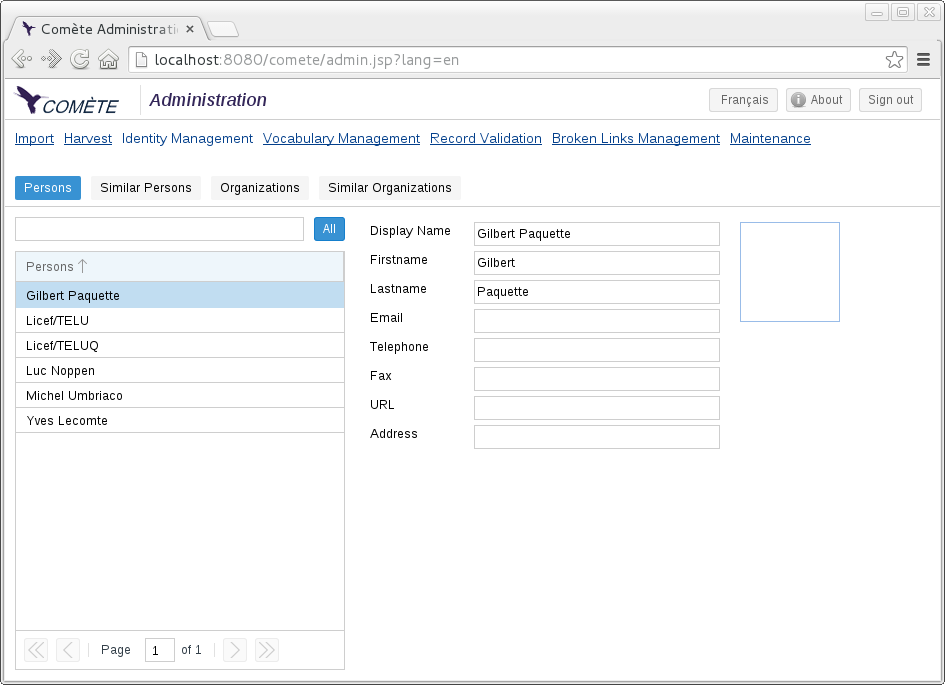 Comète Administrati
localhost:8080/comete/admin.jsp?lang=en
COMÈTE Administration Français About Sign out
Import Harvest Identity Management Vocabulary Management Record Validation Broken Links Management Maintenance
Persons Similar Persons Organizations Similar Organizations
All
Persons
Gilbert Paquette
Licef/TELU
Licef/TELUQ
Luc Noppen
Michel Umbriaco
Yves Lecomte
Page 1 of 1
Display Name Gilbert Paquette
Firstname Gilbert
Lastname Paquette
Email
Telephone
Fax
URL
Address